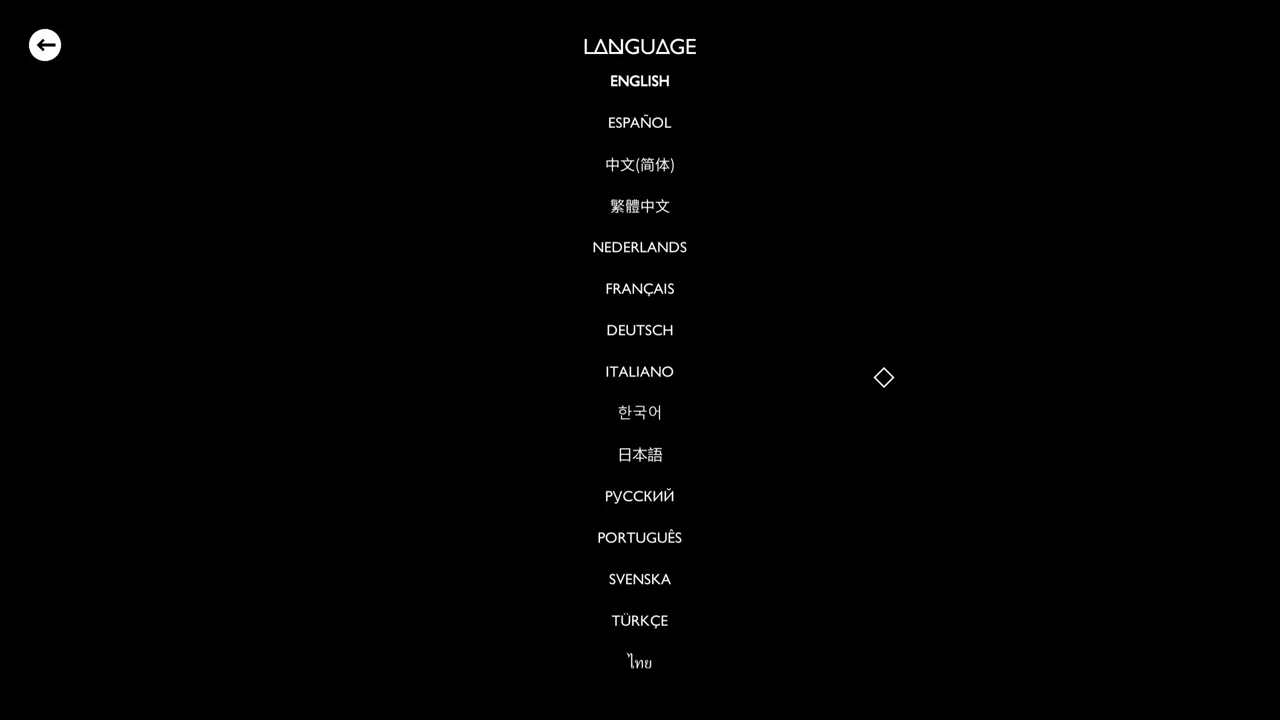 LANGUAGE
ENGLISH
ESPAÑOL
中文(简体)
繁體中文
NEDERLANDS
FRANÇAIS
DEUTSCH
ITALIANO
한국어
日本語
РУССКИЙ
PORTUGUÊS
SVENSKA
TÜRKÇE
ไทย